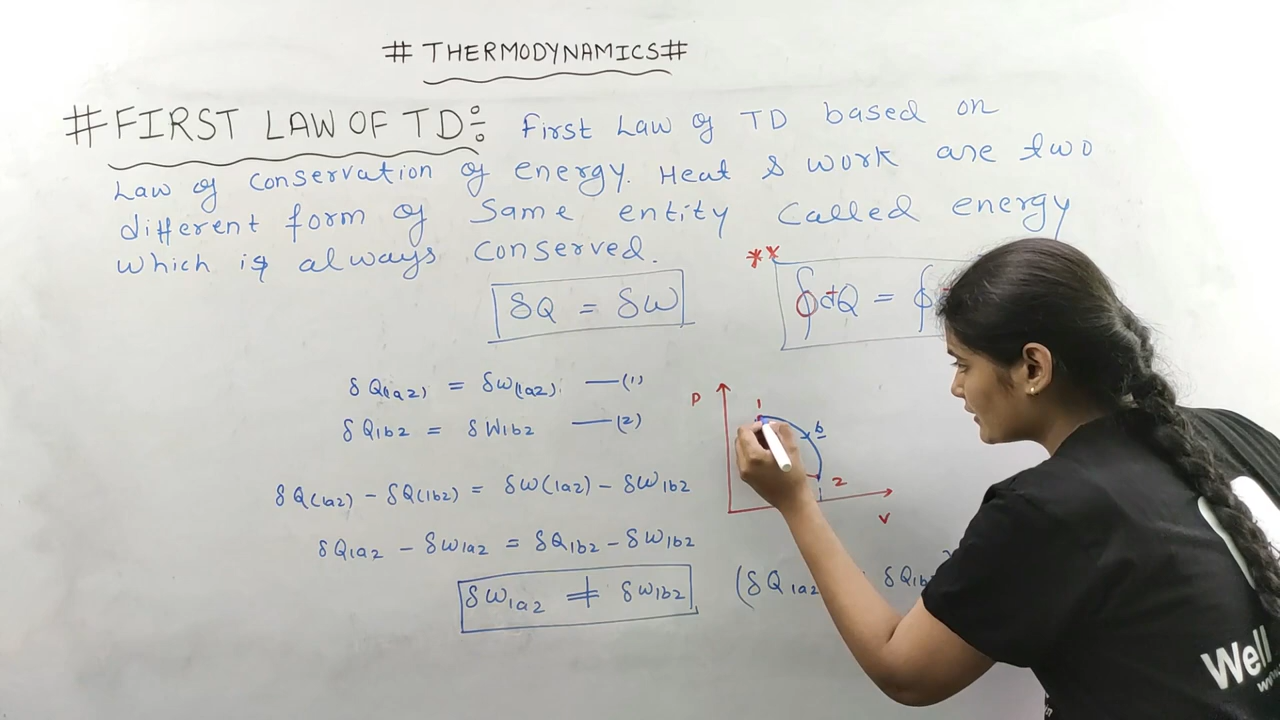 # THERMODYNAMICS #
# FIRST LAW OF TD: First Law of TD based on
Law of Conservation of energy. Heat & work are two
different form of Same entity Called energy
which is always Conserved.
**
δQ = δW
∮dQ = ∮
δQ(1a2) = δW(1a2). —(1)
δQ1b2 = δW1b2 —(2)
δQ(1a2) - δQ(1b2) = δW(1a2) - δW1b2
δQ1a2 - δW1a2 = δQ1b2 - δW1b2
δW1a2 ≠ δW1b2
(δQ1a2 δQ1b
P
1
b
2
V
Well